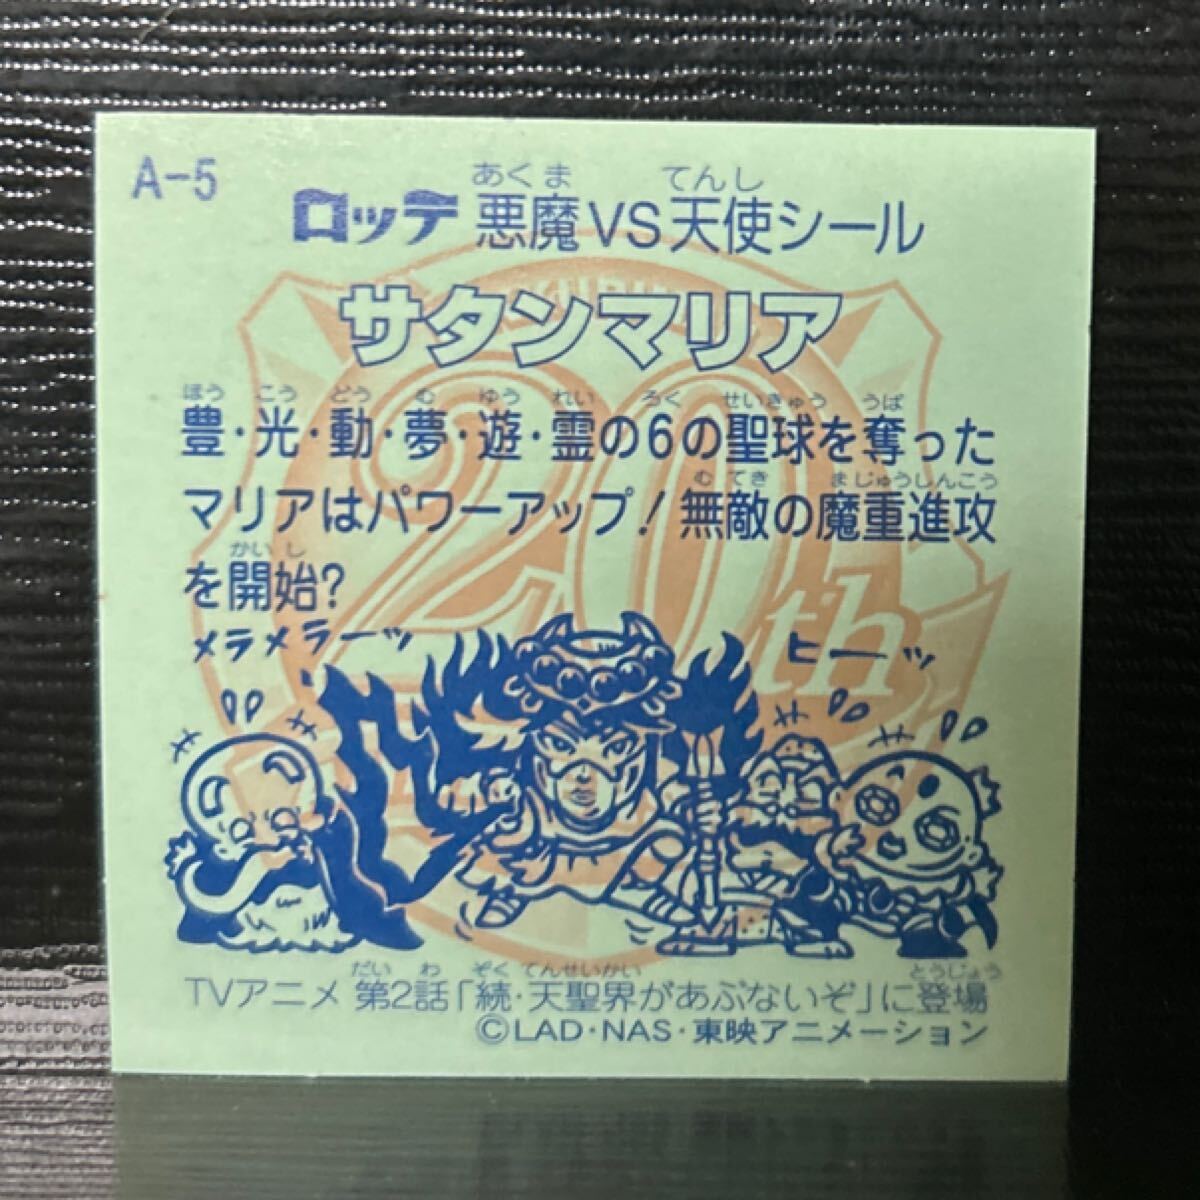 A-5
あくま てんし
ロッテ 悪魔VS天使シール
サタンマリア
ほう こう どう む ゆう れい ろく せいきゅう うば
豊・光・動・夢・遊・霊の6の聖球を奪った
む てき まじゅうしんこう
マリアはパワーアップ！無敵の魔重進攻
かい し
を開始？
メラメラーッ ヒーーッ
20th
だい わ ぞく てんせいかい とうじょう
TVアニメ 第2話「続・天聖界があぶないぞ」に登場
©LAD・NAS・東映アニメーション